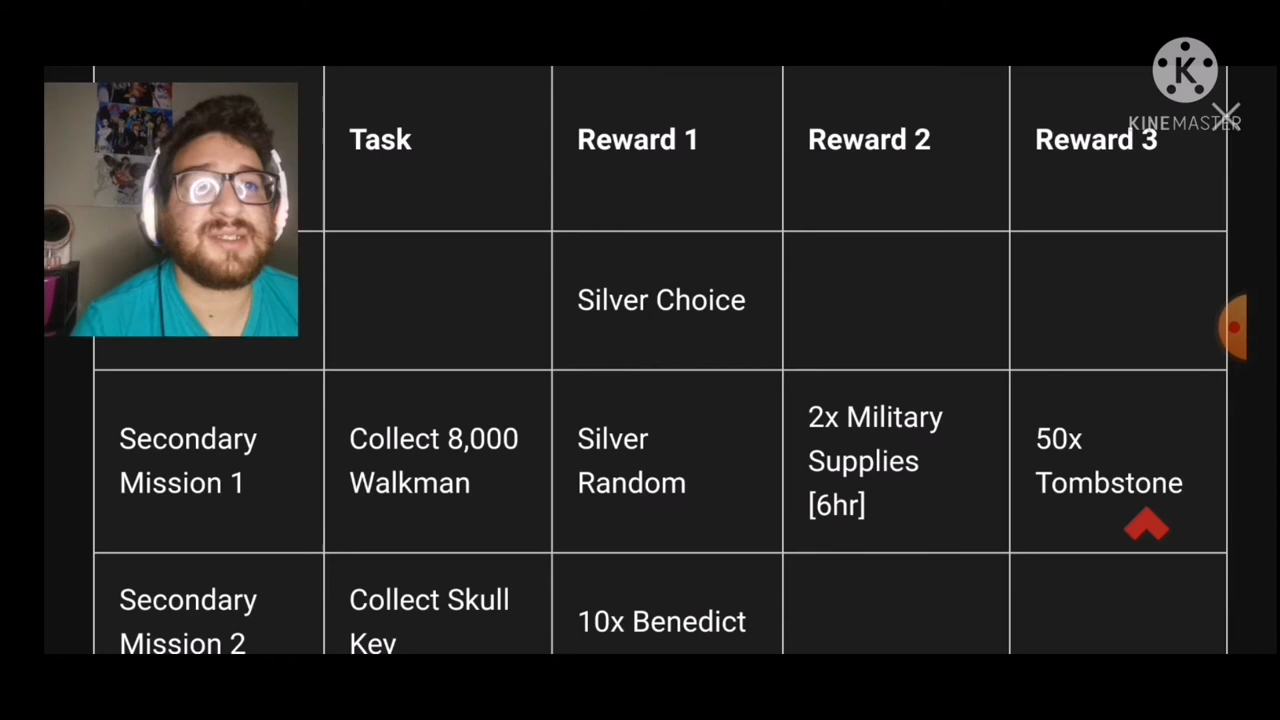 K
KINEMASTER
Task
Reward 1
Reward 2
Reward 3
Silver Choice
Secondary
Mission 1
Collect 8,000
Walkman
Silver
Random
2x Military
Supplies
[6hr]
50x
Tombstone
Secondary
Mission 2
Collect Skull
Key
10x Benedict